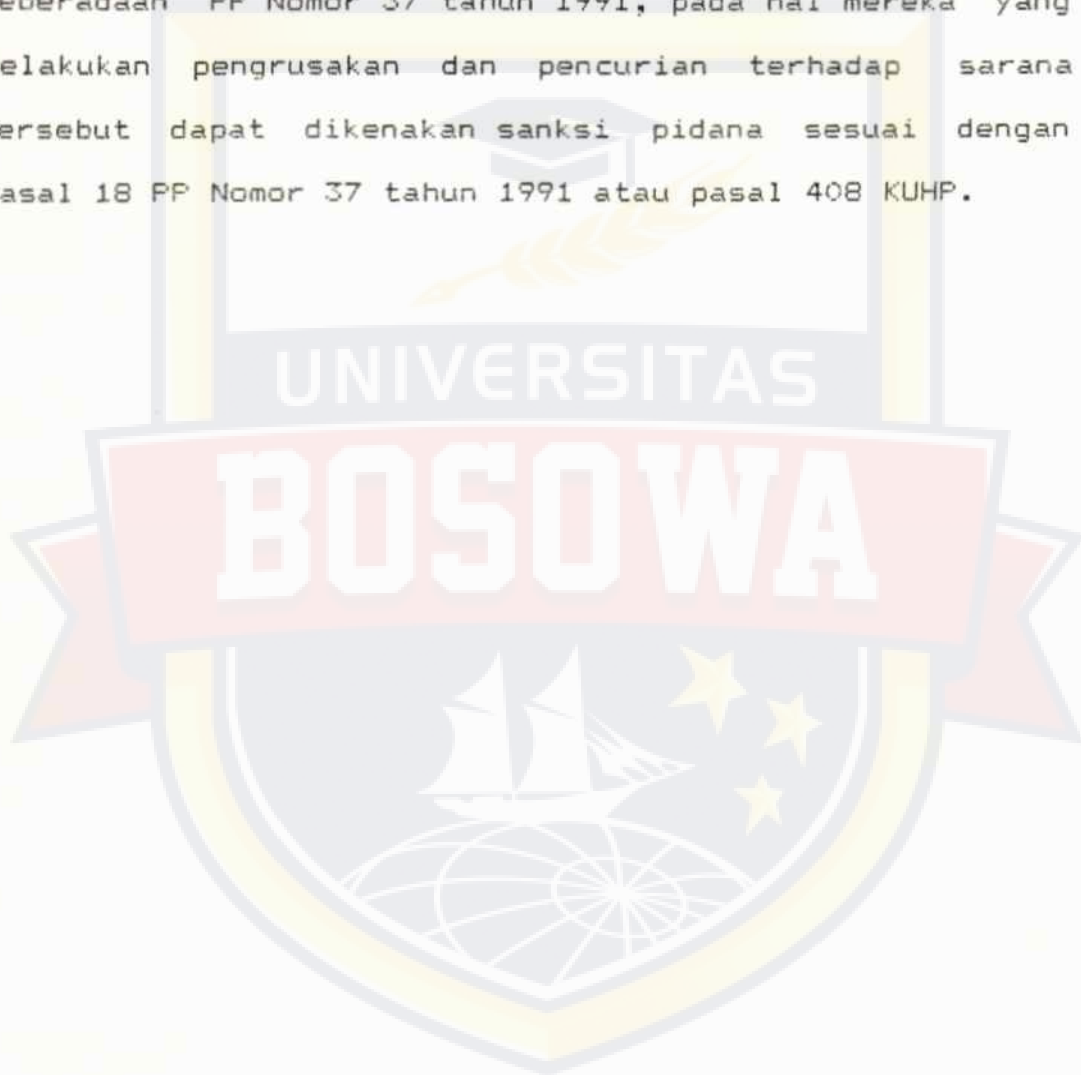 eberadaan PP Nomor 37 tahun 1991, pada hal mereka yang
elakukan pengrusakan dan pencurian terhadap sarana
ersebut dapat dikenakan sanksi pidana sesuai dengan
asal 18 PP Nomor 37 tahun 1991 atau pasal 408 KUHP.
UNIVERSITAS
BOSOWA